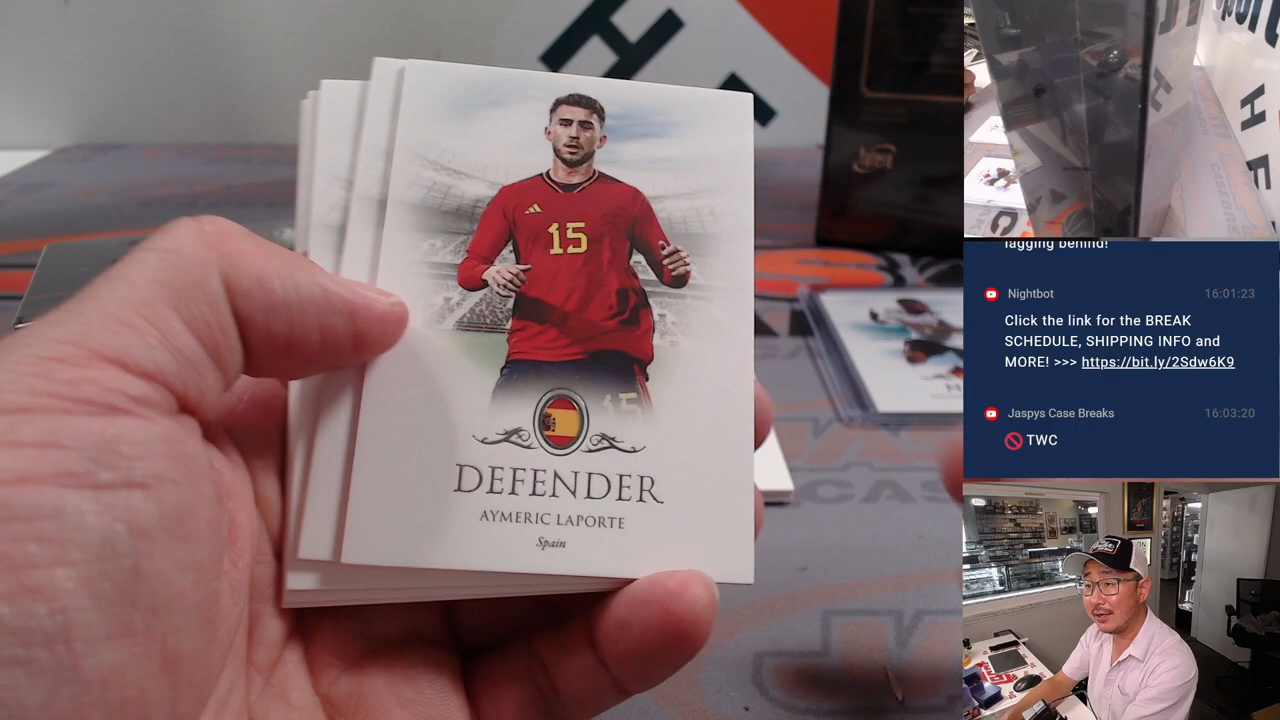 15
15
DEFENDER
AYMERIC LAPORTE
Spain
lagging behind!
Nightbot
16:01:23
Click the link for the BREAK
SCHEDULE, SHIPPING INFO and
MORE! >>> https://bit.ly/2Sdw6K9
Jaspys Case Breaks
16:03:20
TWC